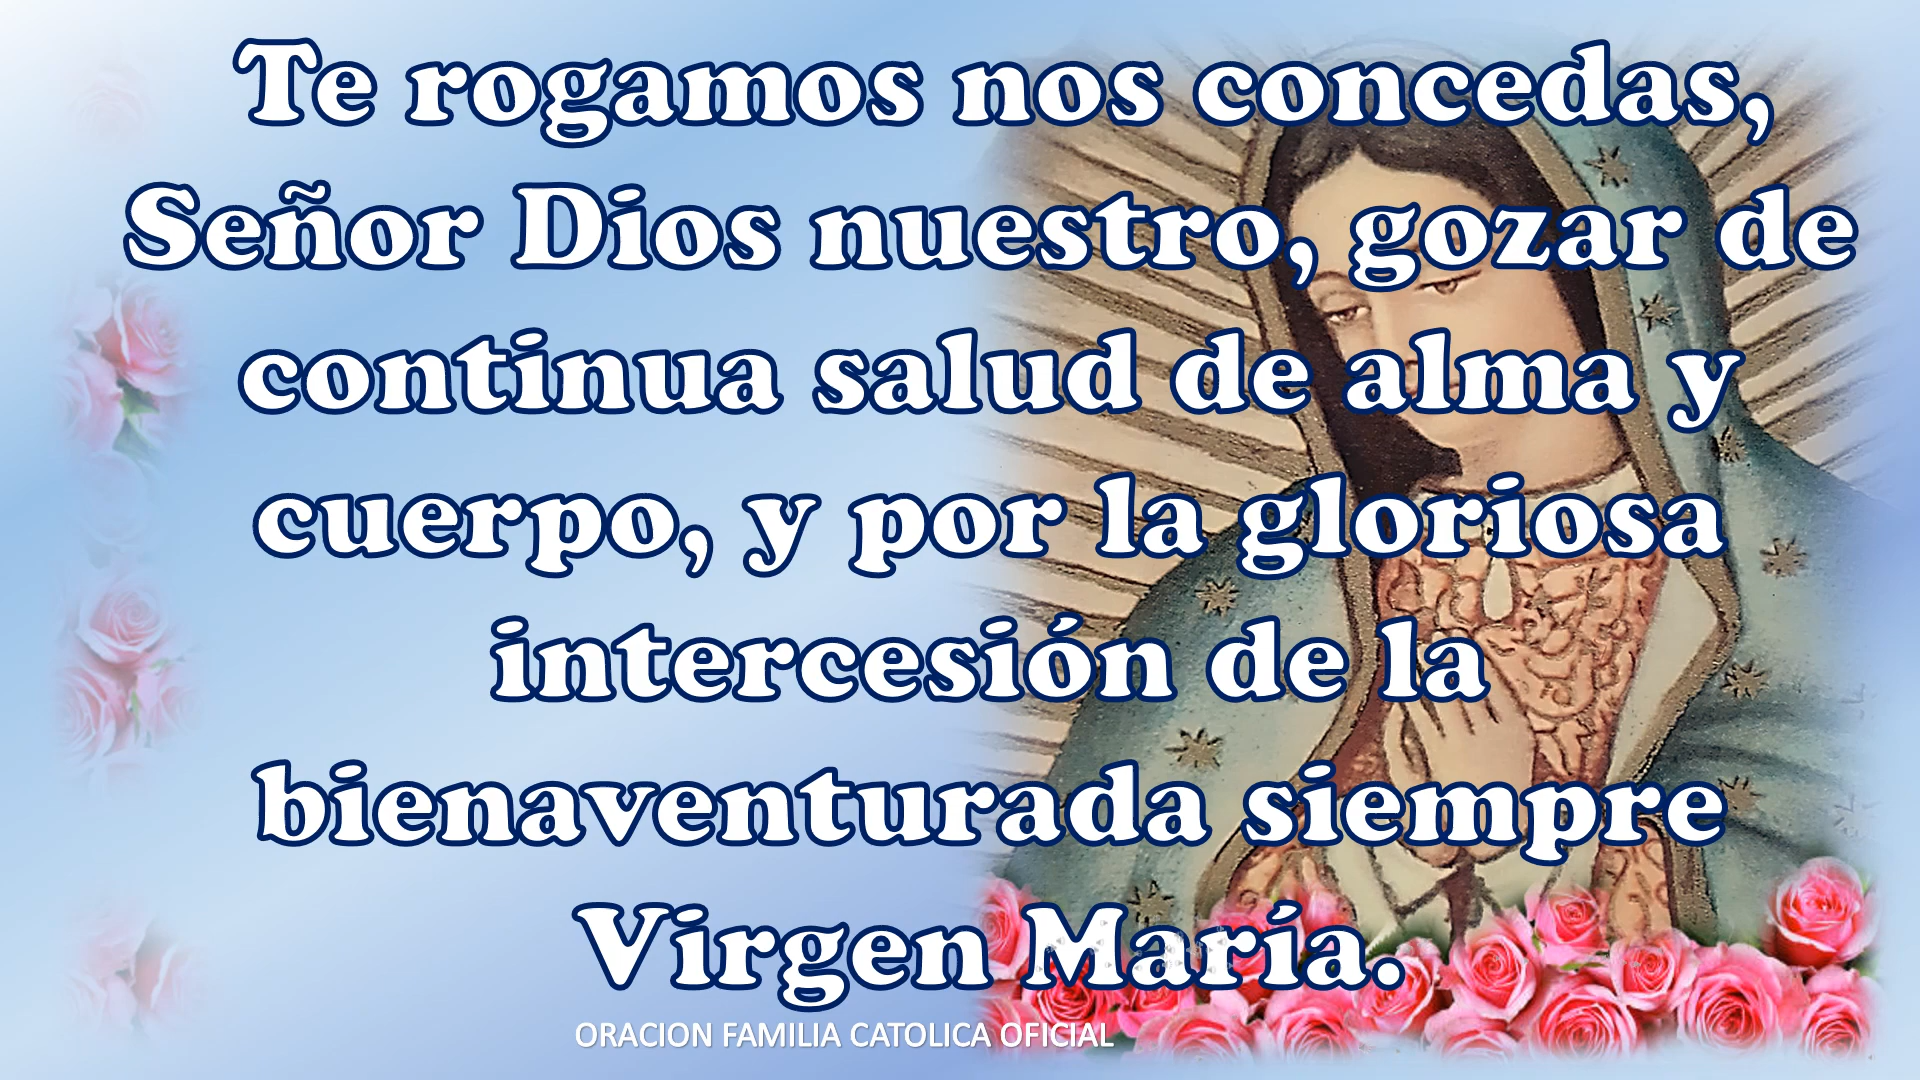 Te rogamos nos concedas,
Señor Dios nuestro, gozar de
continua salud de alma y
cuerpo, y por la gloriosa
intercesión de la
bienaventurada siempre
Virgen María.
ORACION FAMILIA CATOLICA OFICIAL